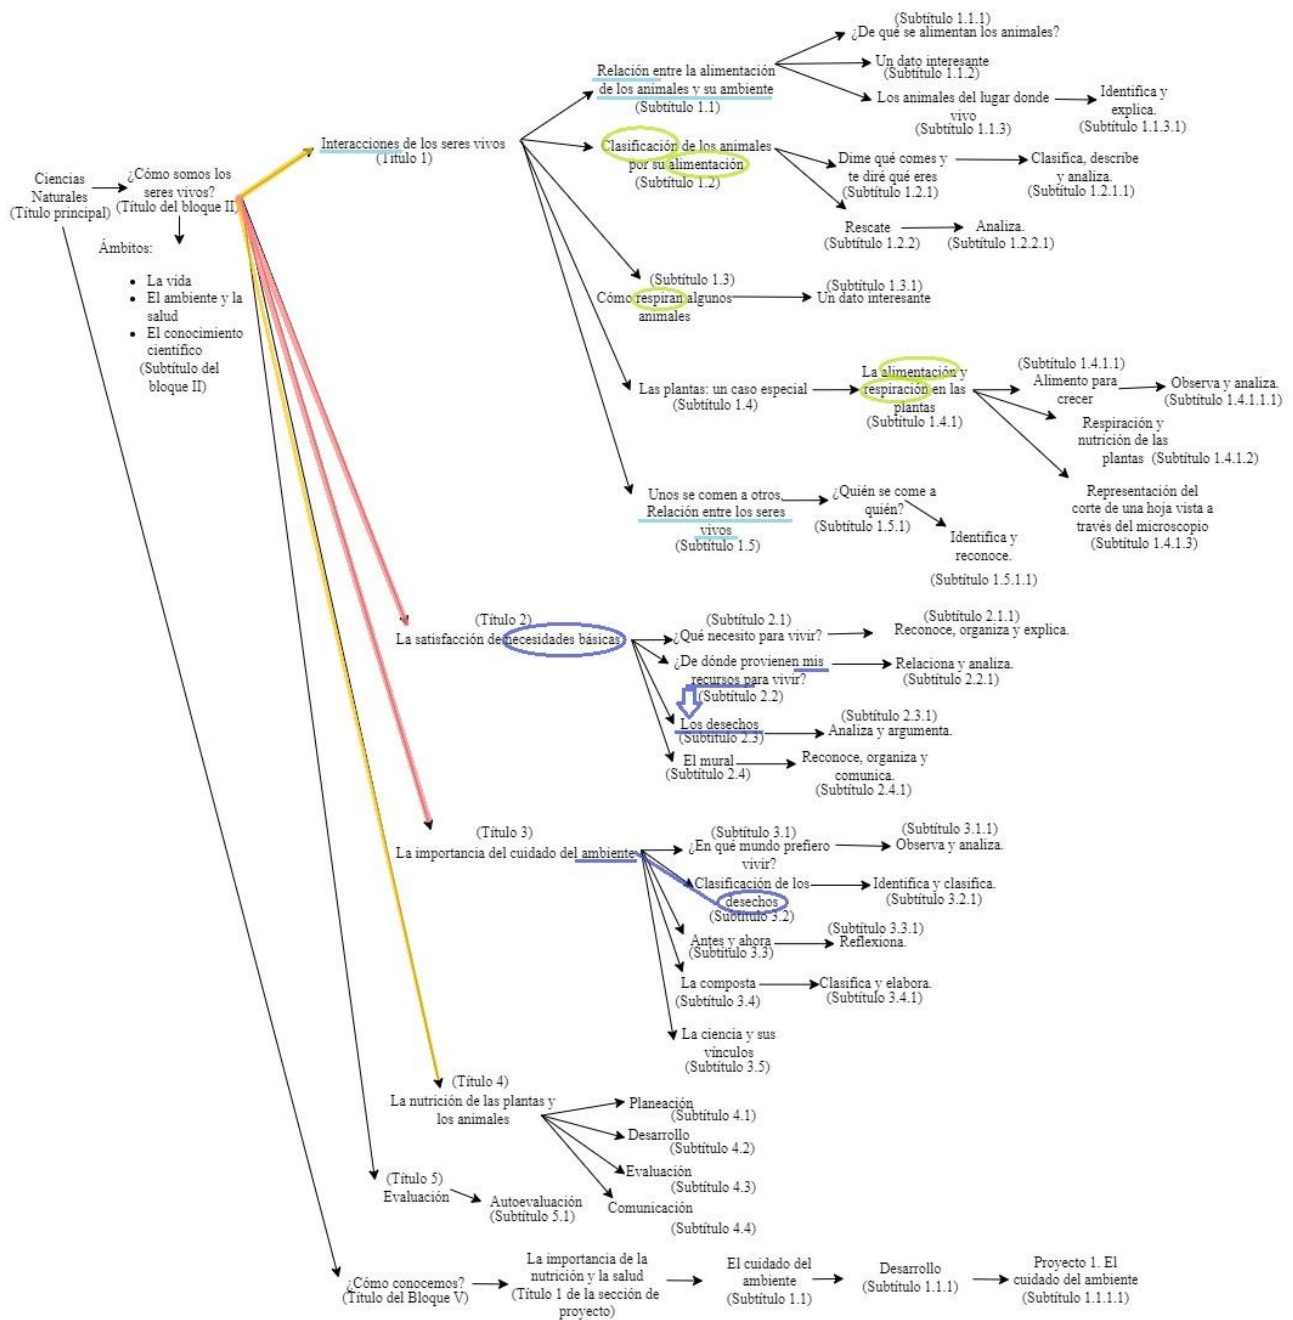 Ciencias
Naturales
(Título principal)
¿Cómo somos los
seres vivos?
(Título del bloque II)
Ámbitos:
• La vida
• El ambiente y la
salud
• El conocimiento
científico
(Subtítulo del
bloque II)
Interacciones de los seres vivos
(Título 1)
Relación entre la alimentación
de los animales y su ambiente
(Subtítulo 1.1)
(Subtítulo 1.1.1)
¿De qué se alimentan los animales?
Un dato interesante
(Subtítulo 1.1.2)
Los animales del lugar donde
vivo
(Subtítulo 1.1.3)
Identifica y
explica.
(Subtítulo 1.1.3.1)
Clasificación de los animales
por su alimentación
(Subtítulo 1.2)
Dime qué comes y
te diré qué eres
(Subtítulo 1.2.1)
Clasifica, describe
y analiza.
(Subtítulo 1.2.1.1)
Rescate
(Subtítulo 1.2.2)
Analiza.
(Subtítulo 1.2.2.1)
(Subtítulo 1.3)
Cómo respiran algunos
animales
(Subtítulo 1.3.1)
Un dato interesante
Las plantas: un caso especial
(Subtítulo 1.4)
La alimentación y
respiración en las
plantas
(Subtítulo 1.4.1)
(Subtítulo 1.4.1.1)
Alimento para
crecer
Observa y analiza.
(Subtítulo 1.4.1.1.1)
Respiración y
nutrición de las
plantas (Subtítulo 1.4.1.2)
Representación del
corte de una hoja vista a
través del microscopio
(Subtítulo 1.4.1.3)
Unos se comen a otros.
Relación entre los seres
vivos
(Subtítulo 1.5)
¿Quién se come a
quién?
(Subtítulo 1.5.1)
Identifica y
reconoce.
(Subtítulo 1.5.1.1)
(Título 2)
La satisfacción de necesidades básicas
(Subtítulo 2.1)
¿Qué necesito para vivir?
(Subtítulo 2.1.1)
Reconoce, organiza y explica.
¿De dónde provienen mis
recursos para vivir?
(Subtítulo 2.2)
Relaciona y analiza.
(Subtítulo 2.2.1)
Los desechos
(Subtítulo 2.3)
(Subtítulo 2.3.1)
Analiza y argumenta.
El mural
(Subtítulo 2.4)
Reconoce, organiza y
comunica.
(Subtítulo 2.4.1)
(Título 3)
La importancia del cuidado del ambiente
(Subtítulo 3.1)
¿En qué mundo prefiero
vivir?
(Subtítulo 3.1.1)
Observa y analiza.
Clasificación de los
desechos
(Subtítulo 3.2)
Identifica y clasifica.
(Subtítulo 3.2.1)
Antes y ahora
(Subtítulo 3.3)
(Subtítulo 3.3.1)
Reflexiona.
La composta
(Subtítulo 3.4)
Clasifica y elabora.
(Subtítulo 3.4.1)
La ciencia y sus
vínculos
(Subtítulo 3.5)
(Título 4)
La nutrición de las plantas y
los animales
Planeación
(Subtítulo 4.1)
Desarrollo
(Subtítulo 4.2)
Evaluación
(Subtítulo 4.3)
Comunicación
(Subtítulo 4.4)
(Título 5)
Evaluación
Autoevaluación
(Subtítulo 5.1)
¿Cómo conocemos?
(Título del Bloque V)
La importancia de la
nutrición y la salud
(Título 1 de la sección de
proyecto)
El cuidado del
ambiente
(Subtítulo 1.1)
Desarrollo
(Subtítulo 1.1.1)
Proyecto 1. El
cuidado del ambiente
(Subtítulo 1.1.1.1)